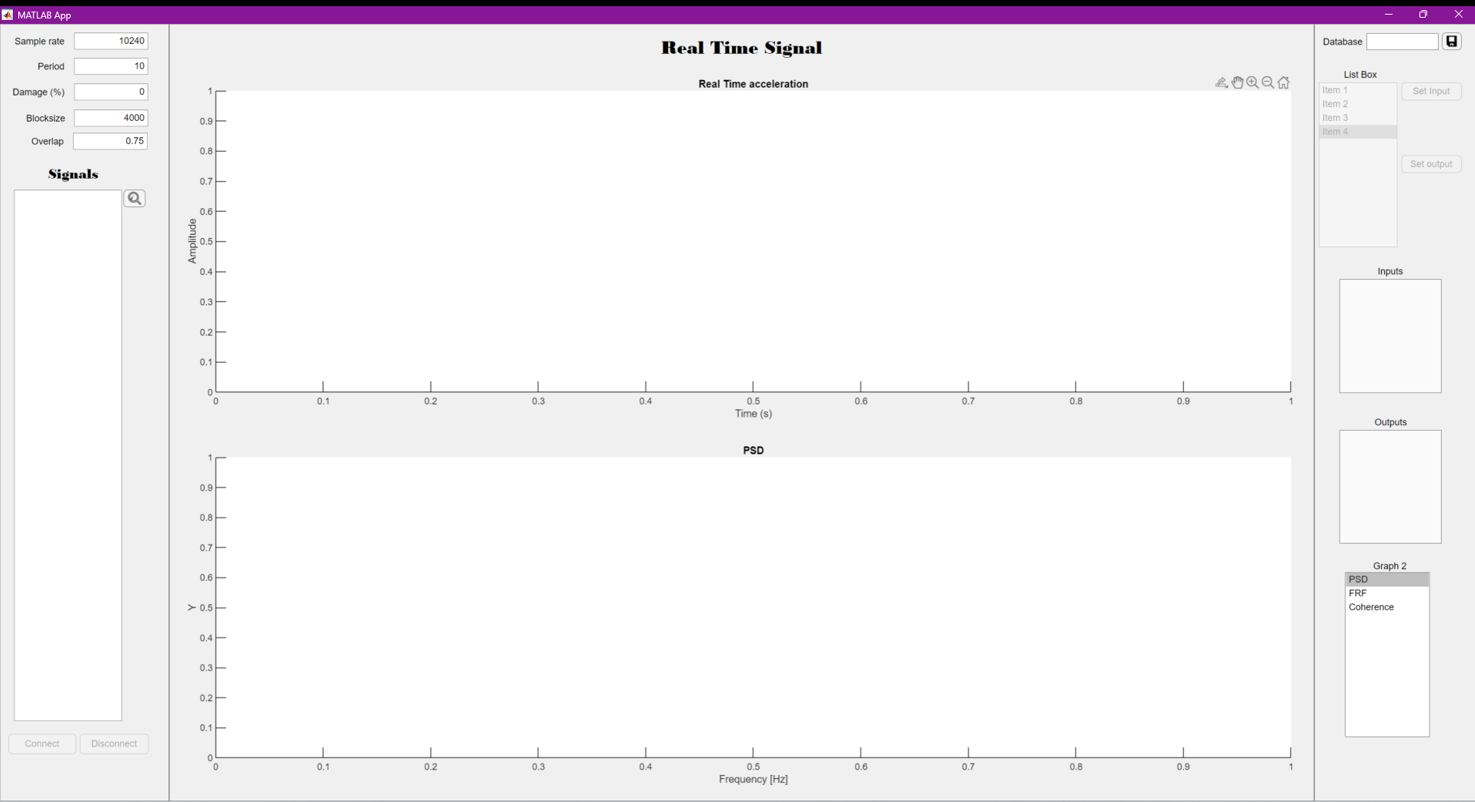 MATLAB App
Sample rate 10240
Period 10
Damage (%) 0
Blocksize 4000
Overlap 0.75
Signals
Connect Disconnect
Real Time Signal
Real Time acceleration
1
0.9
0.8
0.7
0.6
0.5
0.4
0.3
0.2
0.1
0
Amplitude
0 0.1 0.2 0.3 0.4 0.5 0.6 0.7 0.8 0.9 1
Time (s)
PSD
1
0.9
0.8
0.7
0.6
0.5
0.4
0.3
0.2
0.1
0
Y
0 0.1 0.2 0.3 0.4 0.5 0.6 0.7 0.8 0.9 1
Frequency [Hz]
Database
List Box
Item 1
Item 2
Item 3
Item 4
Set Input
Set output
Inputs
Outputs
Graph 2
PSD
FRF
Coherence